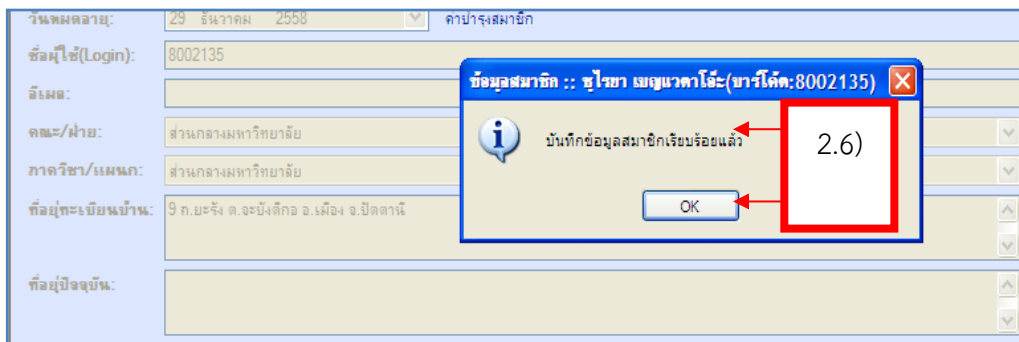 วันหมดอายุ: 29 ธันวาคม 2558 ค่าบำรุงสมาชิก
ชื่อผู้ใช้(Login): 8002135
ข้อมูลสมาชิก :: ซูไรยา เบญแวดาโอ๊ะ(บาร์โค้ด:8002135)
อีเมล:
บันทึกข้อมูลสมาชิกเรียบร้อยแล้ว
2.6)
คณะ/ฝ่าย: ส่วนกลางมหาวิทยาลัย
ภาควิชา/แผนก: ส่วนกลางมหาวิทยาลัย
OK
ที่อยู่ทะเบียนบ้าน: 9 ถ.ยะรัง ต.จะบังติกอ อ.เมือง จ.ปัตตานี
ที่อยู่ปัจจุบัน: